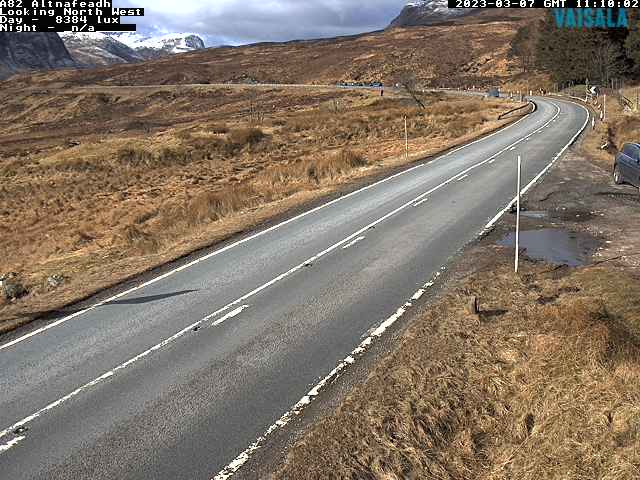 A82 Altnafeadh
Looking North West
Day - 8384 lux
Night - n/a
2023-03-07 GMT 11:10:02
VAISALA